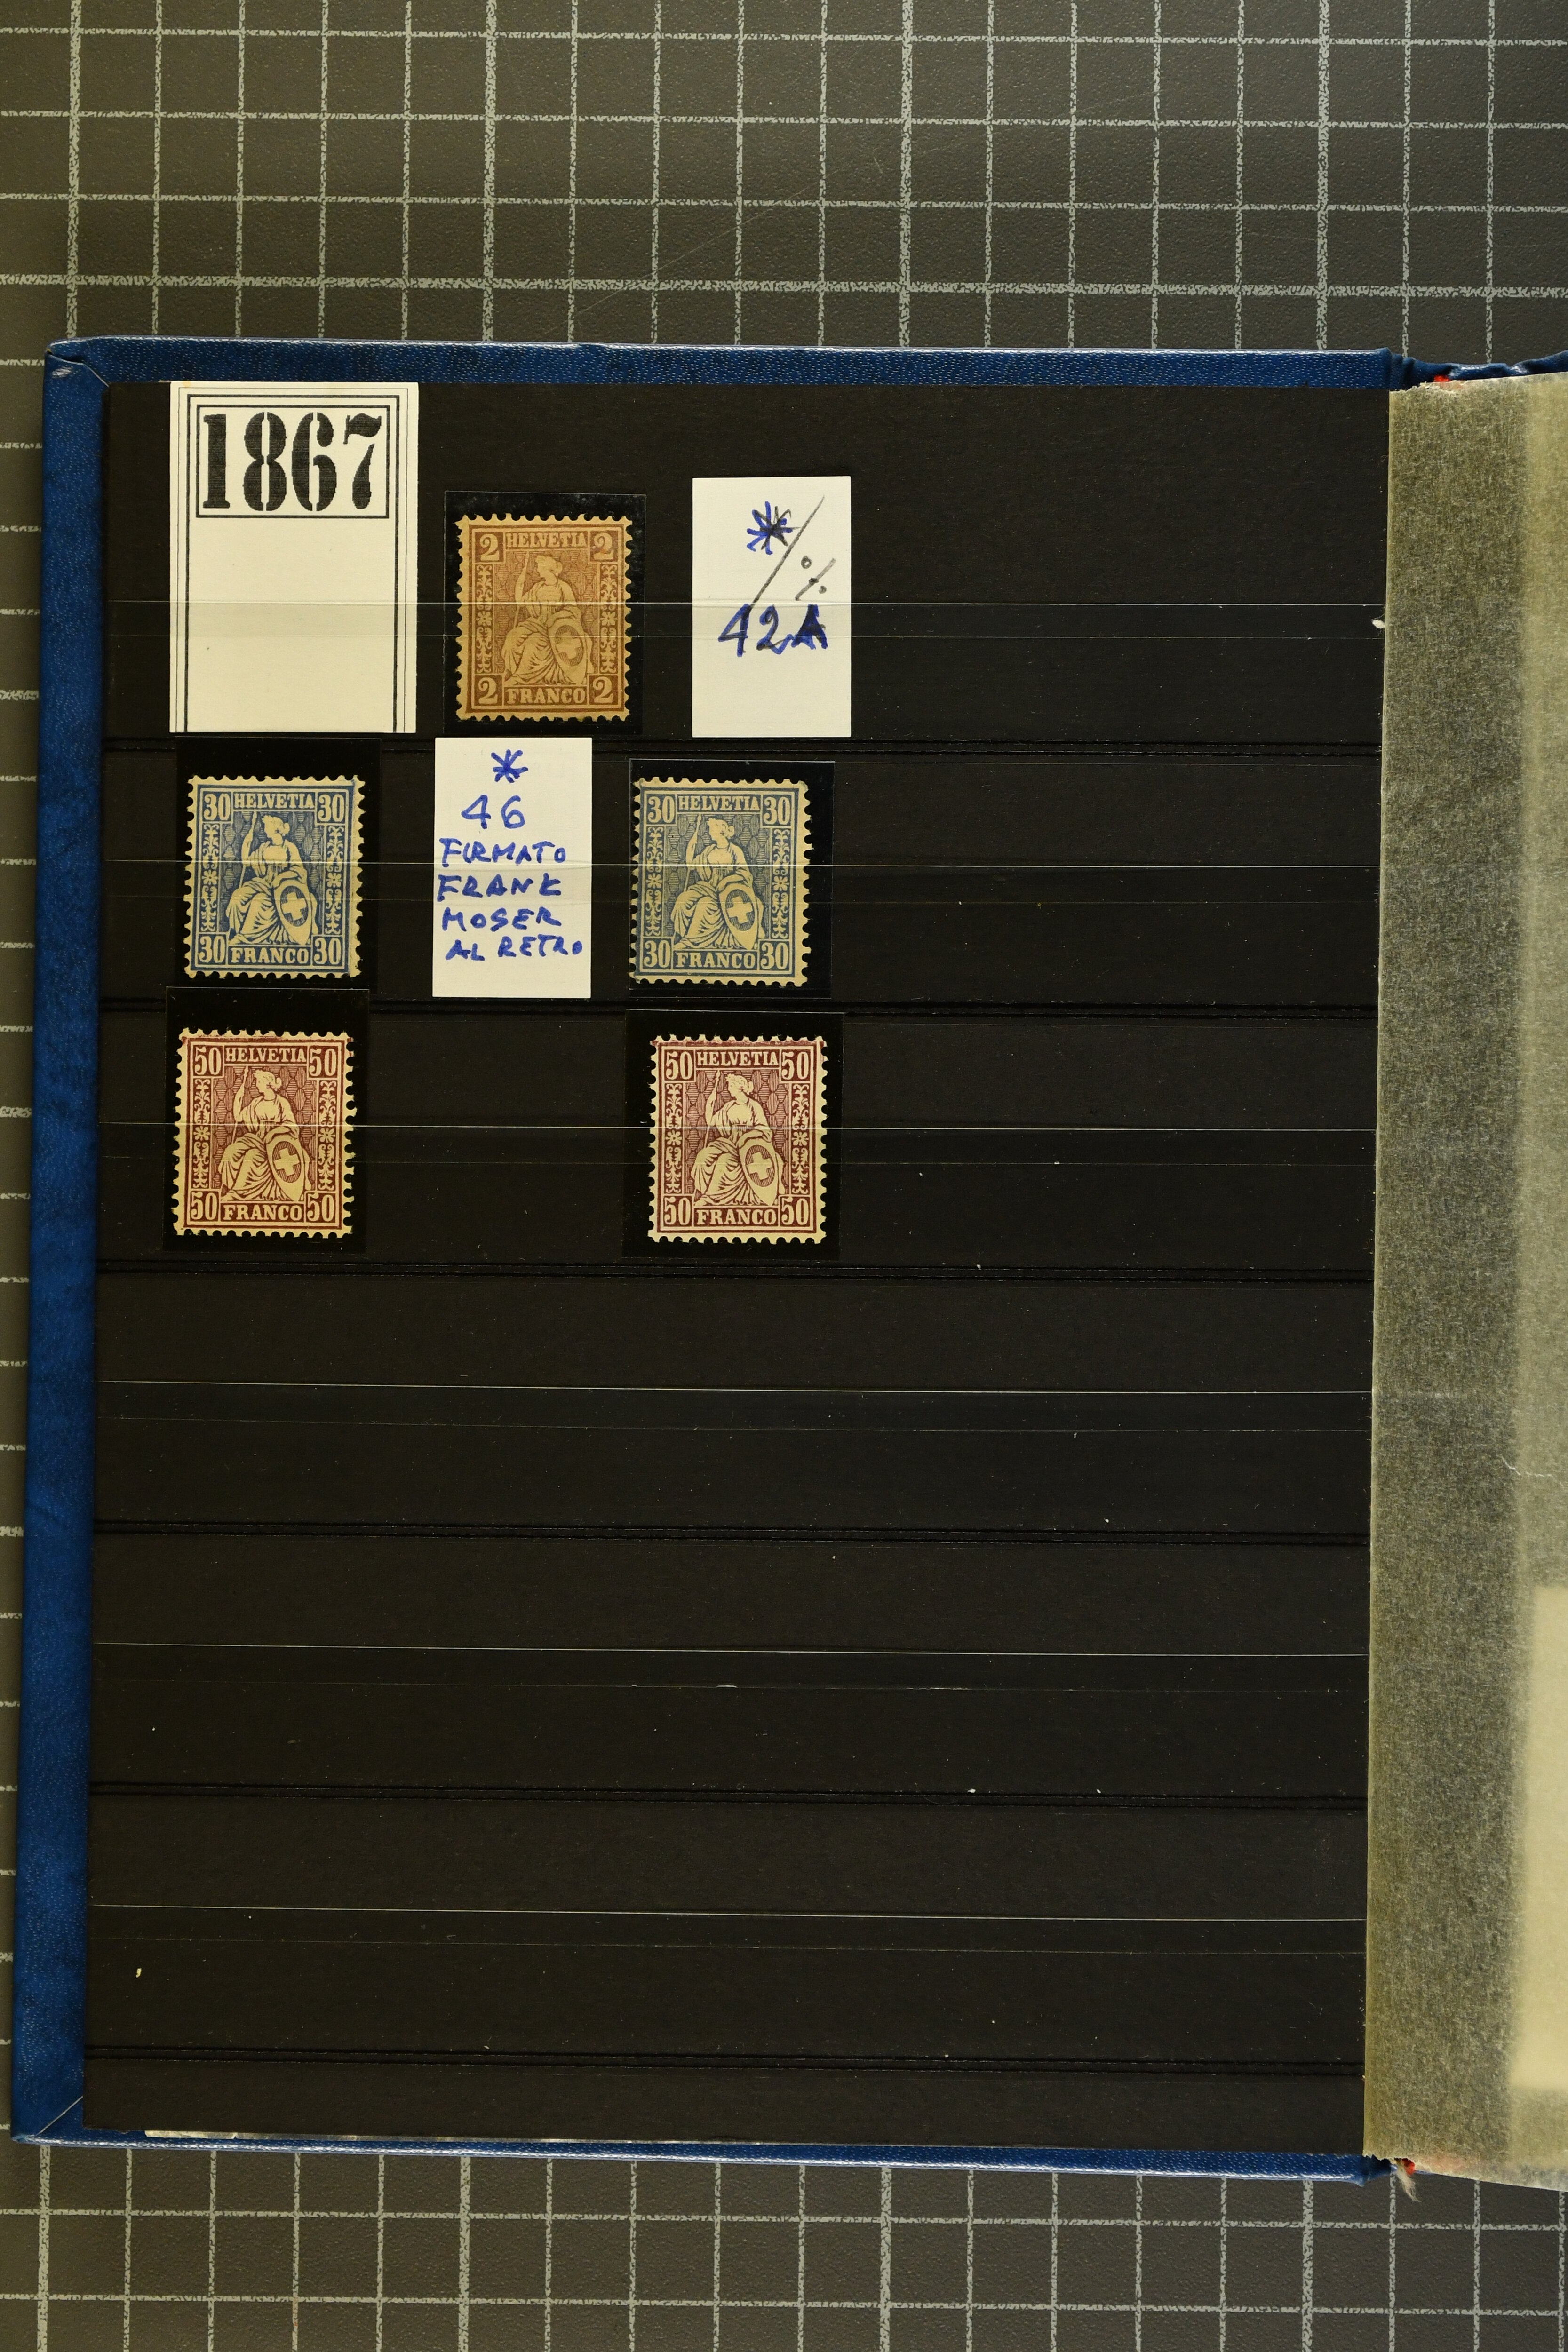 1867
2 HELVETIA 2
2 FRANCO 2
*/%
42A
30 HELVETIA 30
30 FRANCO 30
*
46
FIRMATO
FRANK
MOSER
AL RETRO
30 HELVETIA 30
30 FRANCO 30
50 HELVETIA 50
50 FRANCO 50
50 HELVETIA 50
50 FRANCO 50